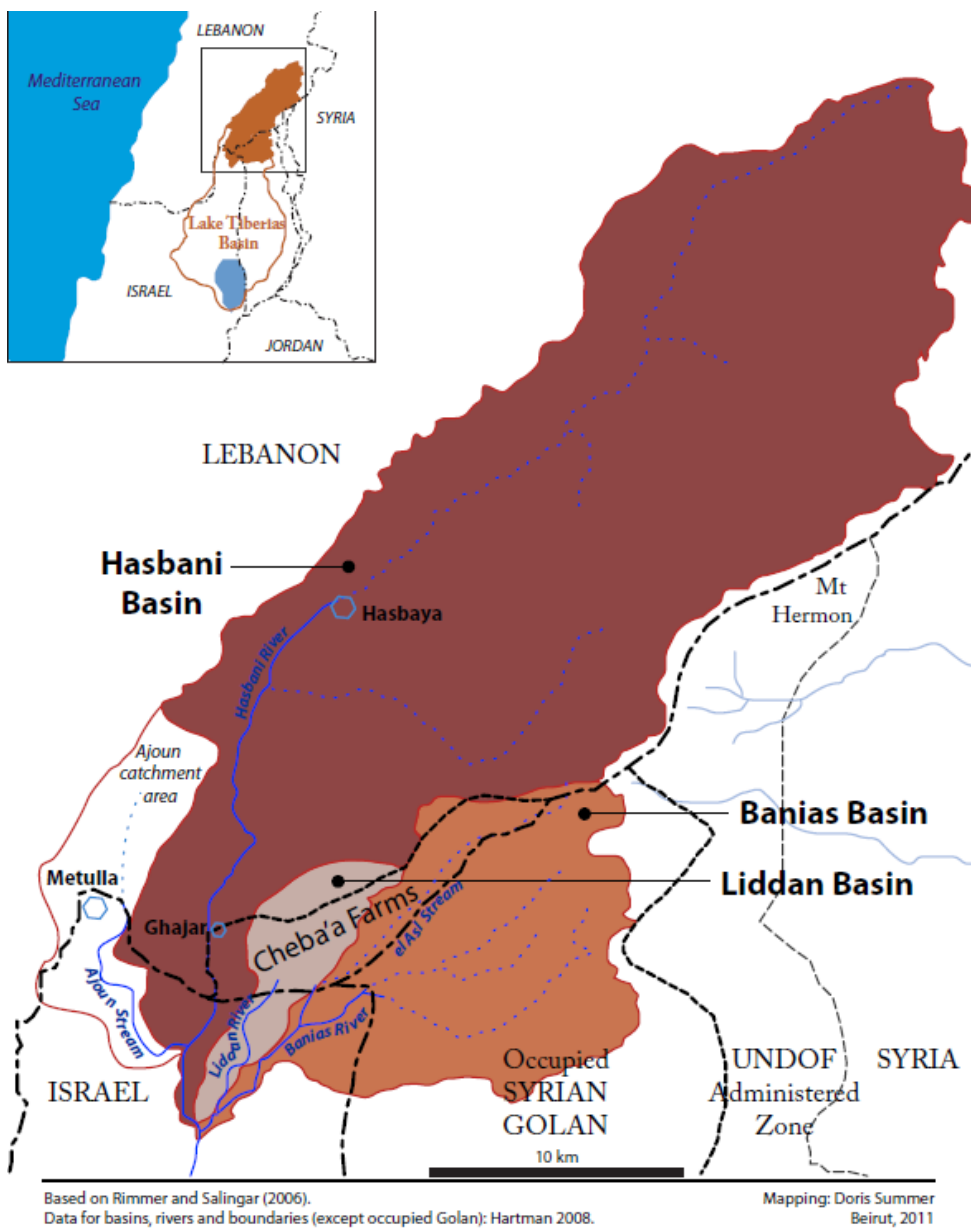 LEBANON
Mediterranean
Sea
SYRIA
Lake Tiberias
Basin
ISRAEL
JORDAN
LEBANON
Hasbani
Basin
Hasbaya
Mt
Hermon
Hasbani River
Ajoun
catchment
area
Banias Basin
Liddan Basin
Metulla
Ghajar
Cheba'a Farms
el Asl Stream
Ajoun Stream
Liddan River
Banias River
ISRAEL
Occupied
SYRIAN
GOLAN
UNDOF
Administered
Zone
SYRIA
10 km
Based on Rimmer and Salingar (2006).
Data for basins, rivers and boundaries (except occupied Golan): Hartman 2008.
Mapping: Doris Summer
Beirut, 2011